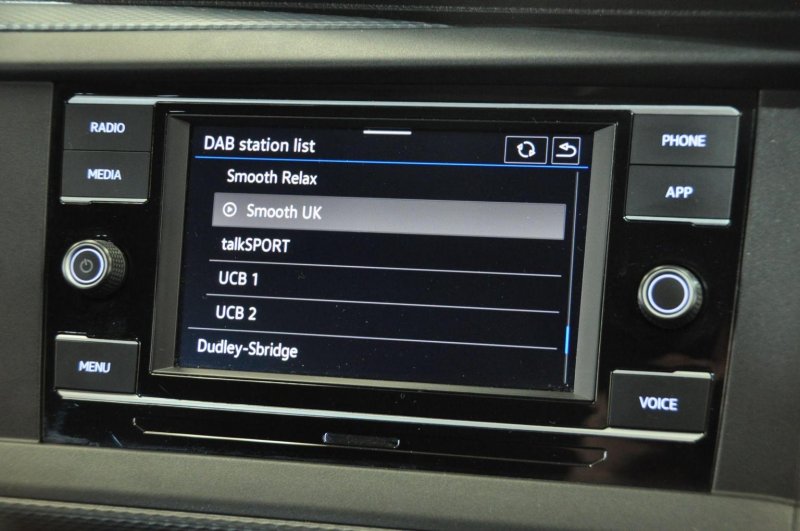 RADIO
MEDIA
MENU
DAB station list
Smooth Relax
Smooth UK
talkSPORT
UCB 1
UCB 2
Dudley-Sbridge
PHONE
APP
VOICE